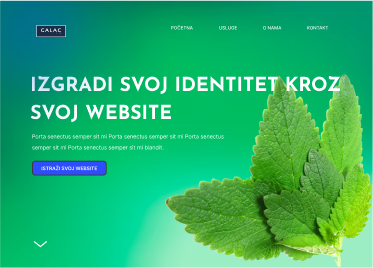 GALAC
POČETNA USLUGE O NAMA KONTAKT
IZGRADI SVOJ IDENTITET KROZ
SVOJ WEBSITE
Porta senectus semper sit mi Porta senectus semper sit mi Porta senectus
semper sit mi Porta senectus semper sit mi blandit.
ISTRAŽI SVOJ WEBSITE